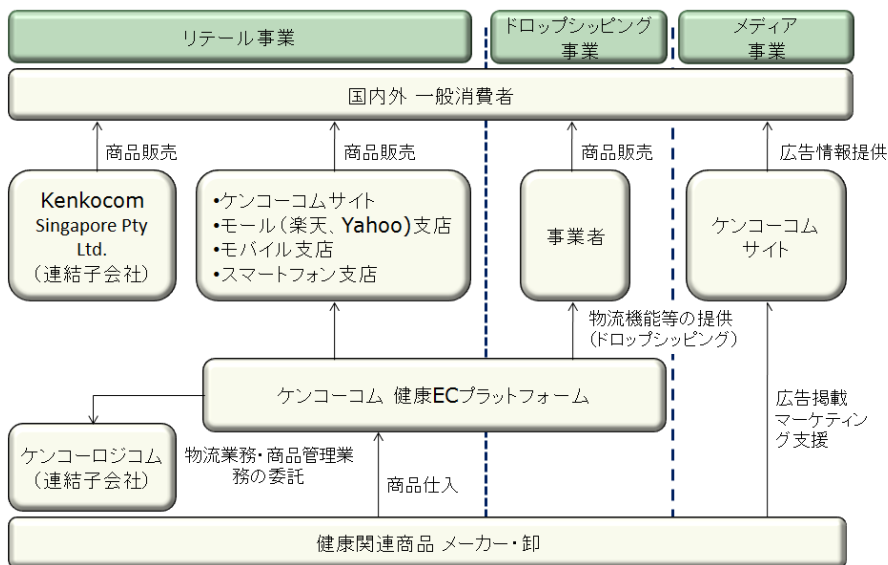 リテール事業
ドロップシッピング
事業
メディア
事業
国内外 一般消費者
商品販売
商品販売
商品販売
広告情報提供
Kenkocom
Singapore Pty
Ltd.
（連結子会社）
•ケンコーコムサイト
•モール（楽天、Yahoo）支店
•モバイル支店
•スマートフォン支店
事業者
ケンコーコム
サイト
物流機能等の提供
（ドロップシッピング）
ケンコーコム 健康ECプラットフォーム
広告掲載
マーケティン
グ支援
ケンコーロジコム
（連結子会社）
物流業務・商品管理業
務の委託
商品仕入
健康関連商品 メーカー・卸